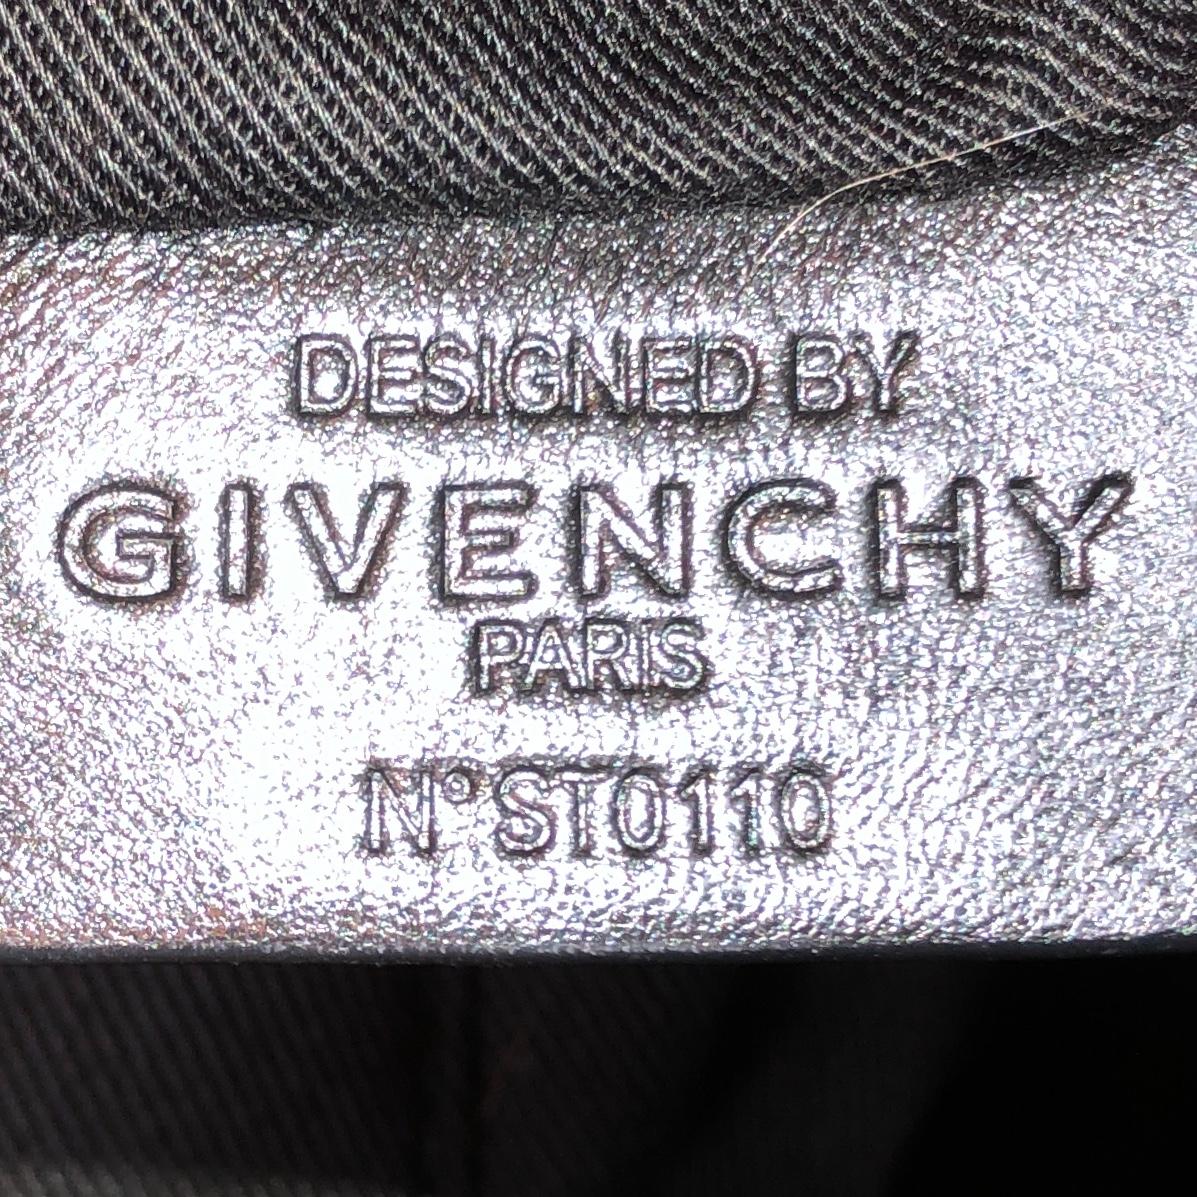 DESIGNED BY
GIVENCHY
PARIS
N°ST0110